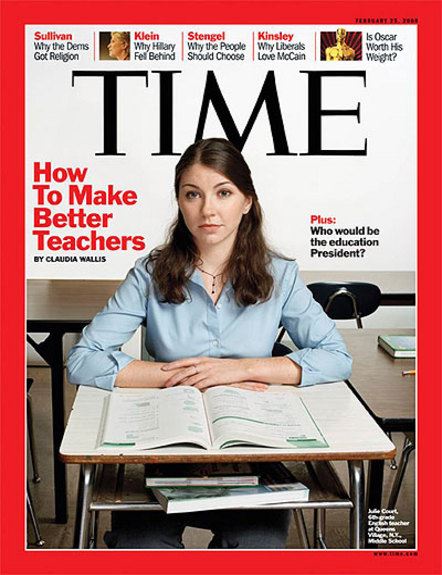 FEBRUARY 25, 2008
Sullivan
Why the Dems
Got Religion
Klein
Why Hillary
Fell Behind
Stengel
Why the People
Should Choose
Kinsley
Why Liberals
Love McCain
Is Oscar
Worth His
Weight?
TIME
How
To Make
Better
Teachers
BY CLAUDIA WALLIS
Plus:
Who would be
the education
President?
Julie Court,
6th-grade
English teacher
at Queens
Village, N.Y.,
Middle School
www.time.com